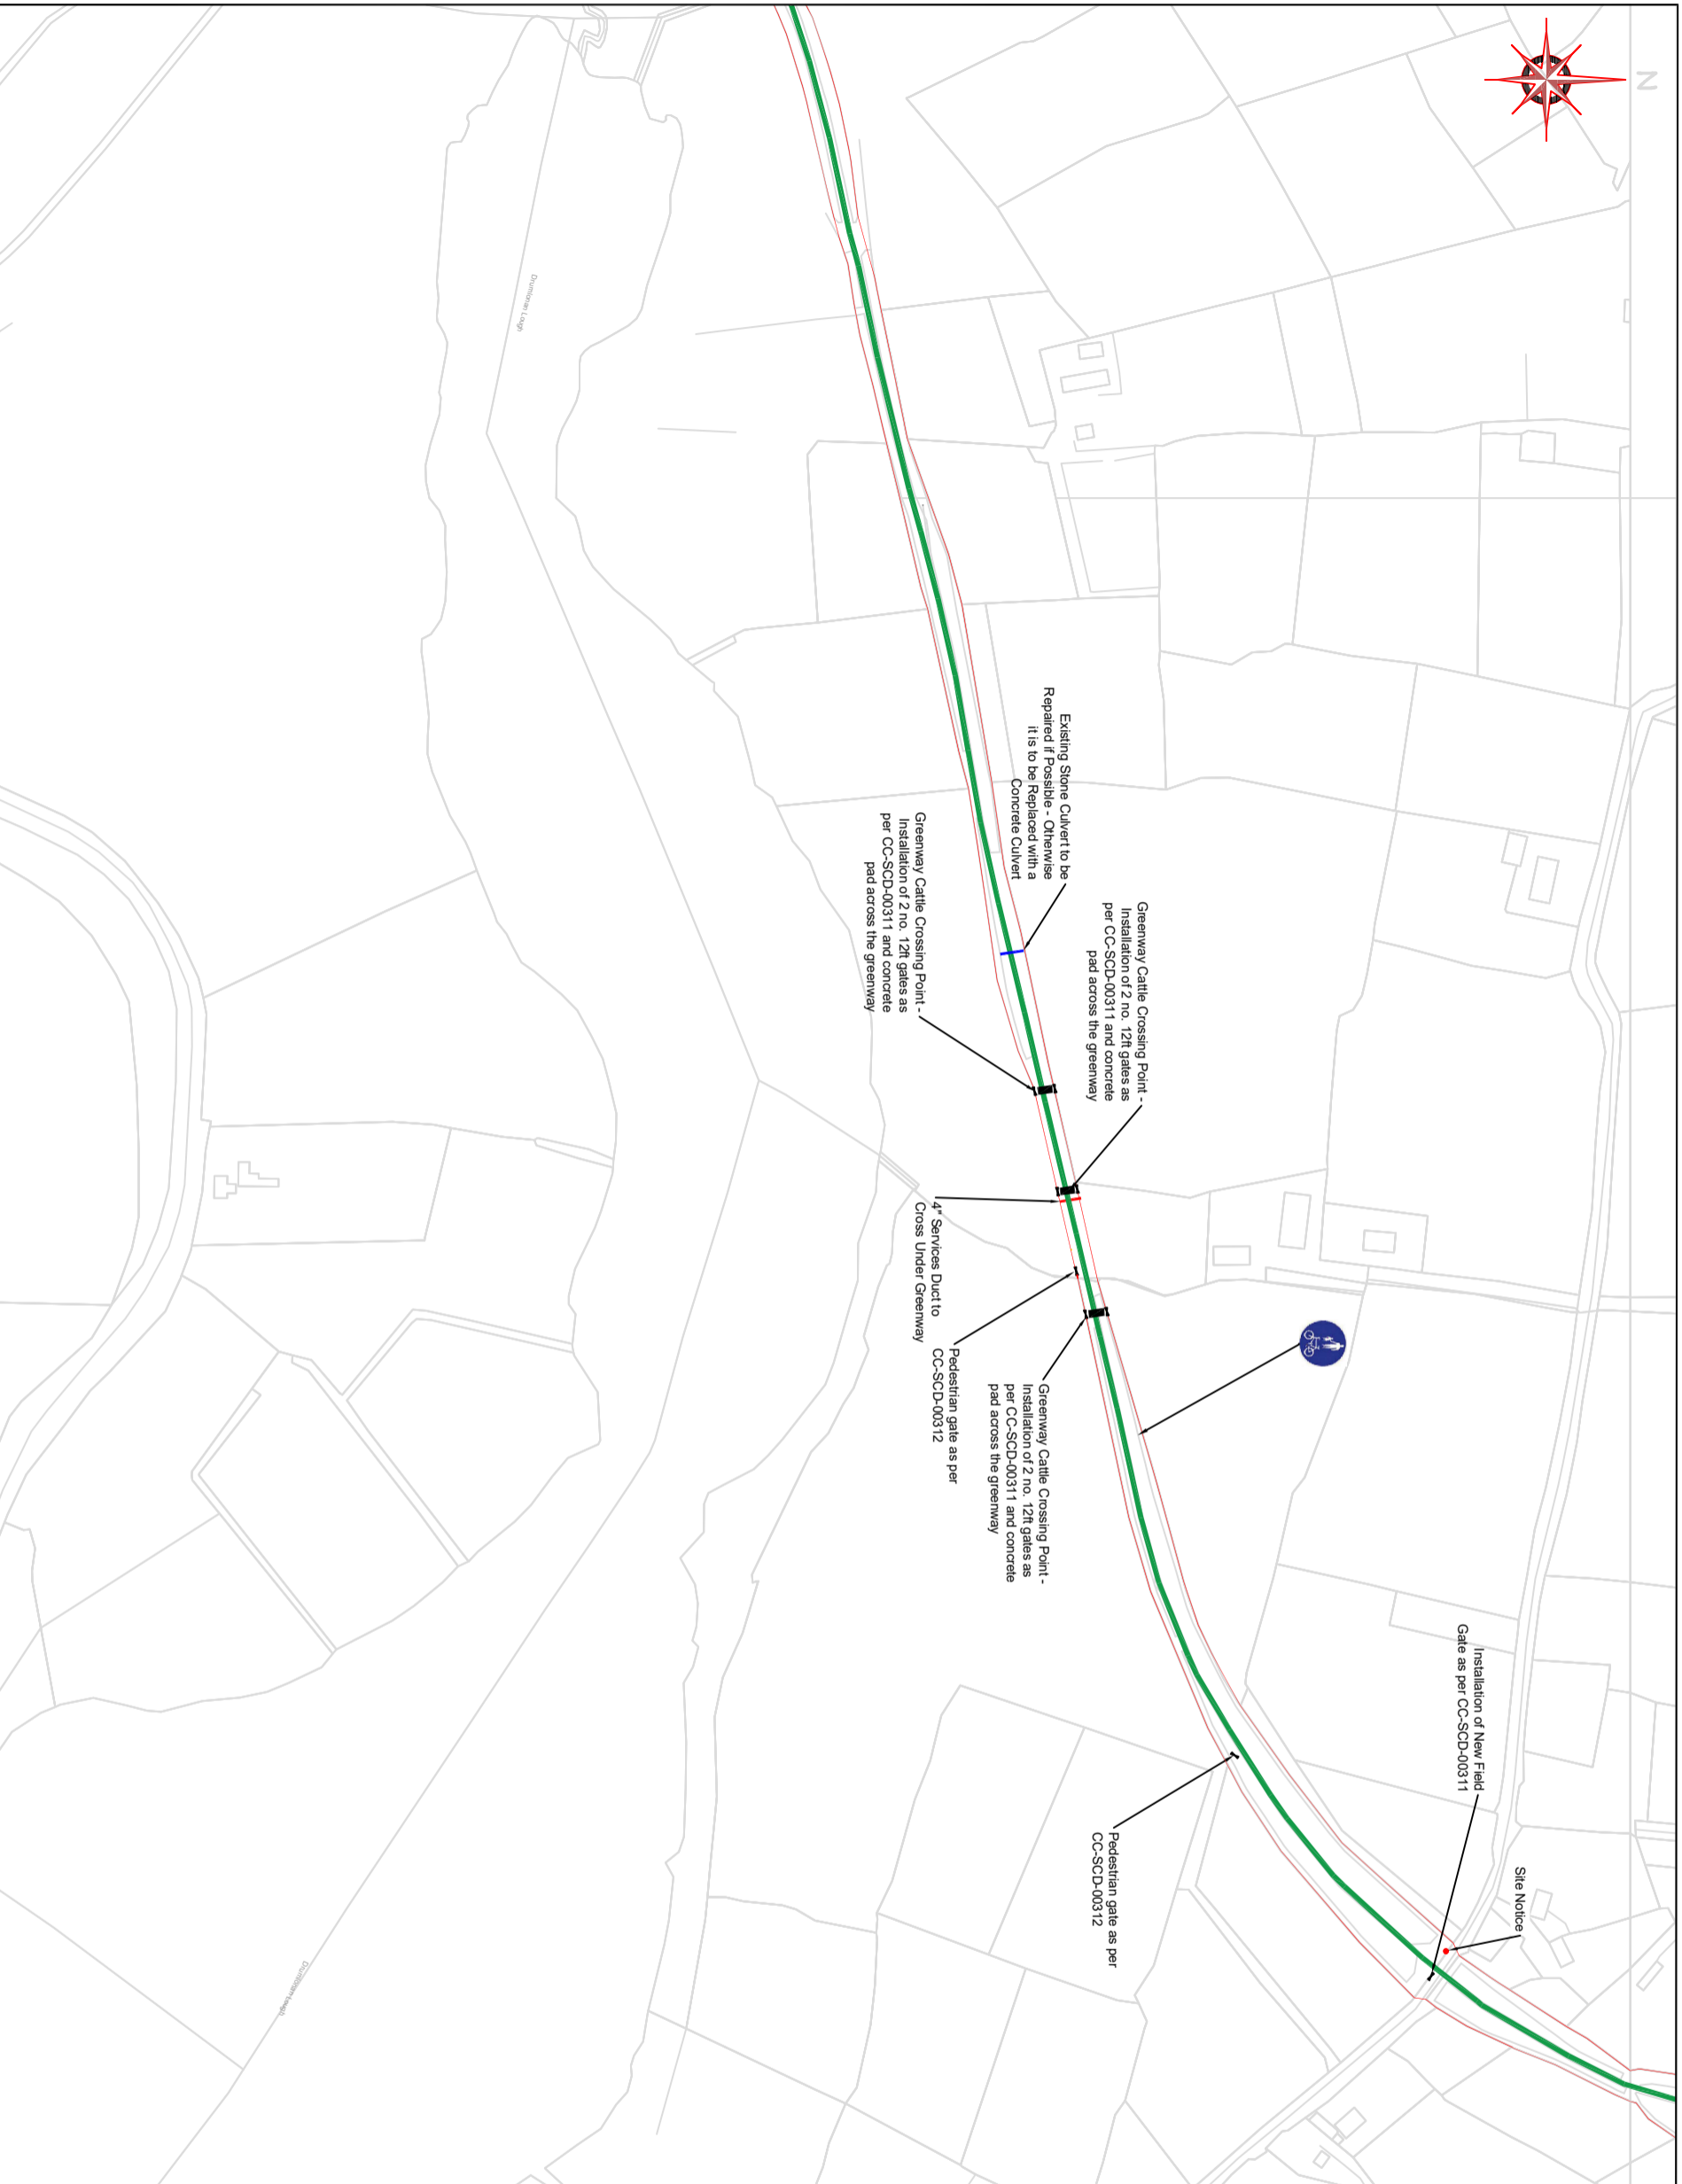 N
Drumlonan Lough
Existing Stone Culvert to be
Repaired if Possible - Otherwise
it is to be Replaced with a
Concrete Culvert
Greenway Cattle Crossing Point -
Installation of 2 no. 12ft gates as
per CC-SCD-00311 and concrete
pad across the greenway
Greenway Cattle Crossing Point -
Installation of 2 no. 12ft gates as
per CC-SCD-00311 and concrete
pad across the greenway
4" Services Duct to
Cross Under Greenway
Pedestrian gate as per
CC-SCD-00312
Greenway Cattle Crossing Point -
Installation of 2 no. 12ft gates as
per CC-SCD-00311 and concrete
pad across the greenway
Installation of New Field
Gate as per CC-SCD-00311
Site Notice
Pedestrian gate as per
CC-SCD-00312
Drumlonan Lough